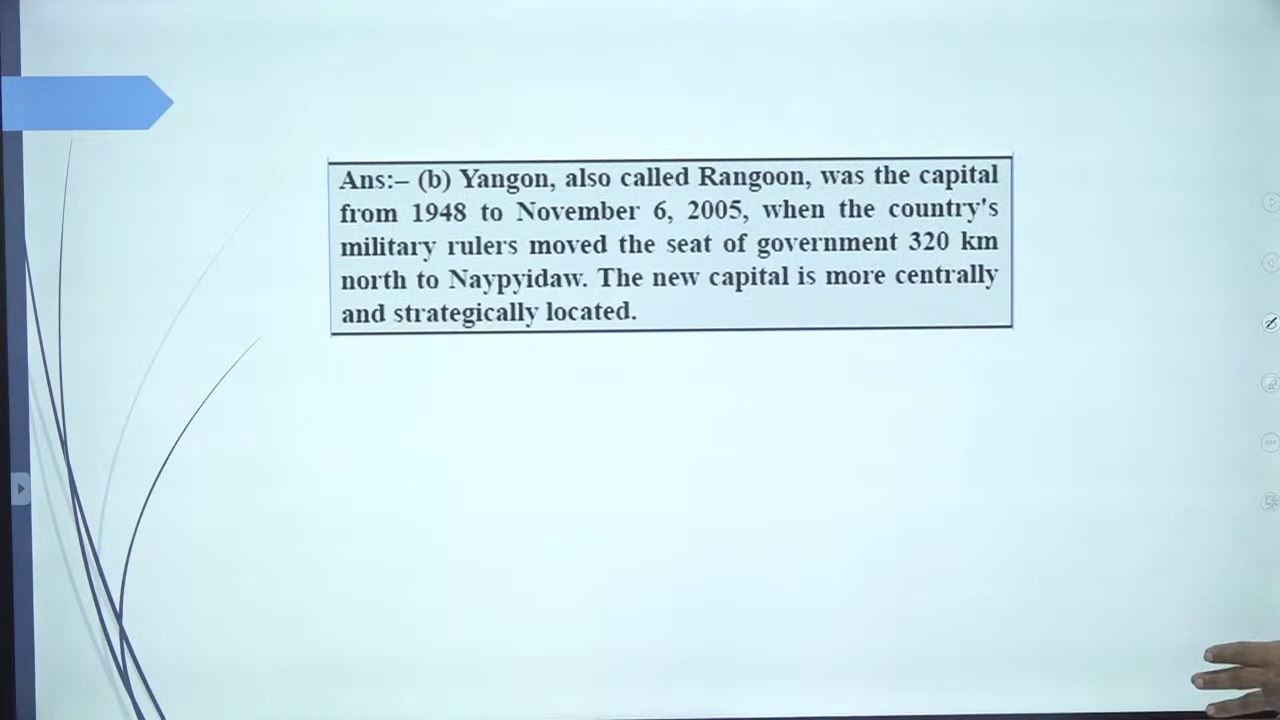 Ans:– (b) Yangon, also called Rangoon, was the capital
from 1948 to November 6, 2005, when the country's
military rulers moved the seat of government 320 km
north to Naypyidaw. The new capital is more centrally
and strategically located.